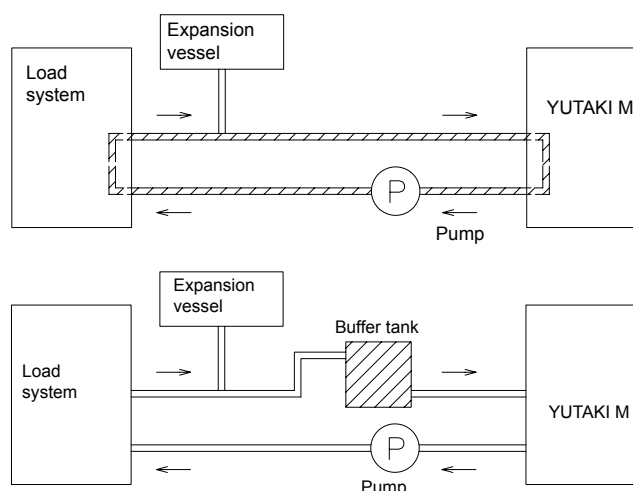 Expansion
vessel
Load
system
YUTAKI M
P
Pump
Expansion
vessel
Buffer tank
Load
system
YUTAKI M
P
Pump